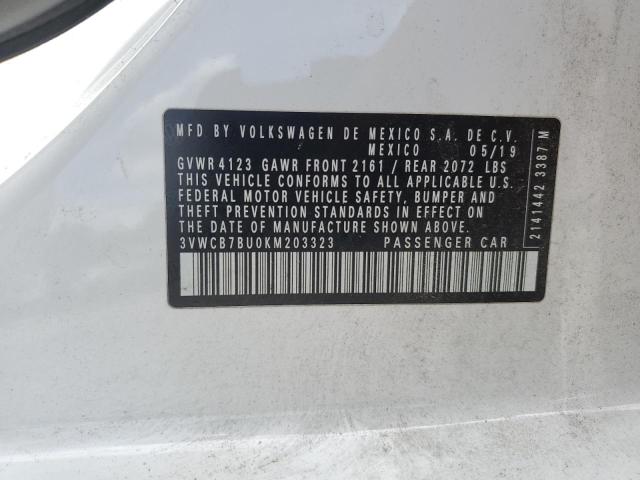 MFD BY VOLKSWAGEN DE MEXICO S.A. DE C.V.
MEXICO 05/19
GVWR 4123 GAWR FRONT 2161 / REAR 2072 LBS
THIS VEHICLE CONFORMS TO ALL APPLICABLE U.S.
FEDERAL MOTOR VEHICLE SAFETY, BUMPER AND
THEFT PREVENTION STANDARDS IN EFFECT ON
THE DATE OF MANUFACTURE SHOWN ABOVE.
3VWCB7BU0KM203323 PASSENGER CAR
2141442 3387 M